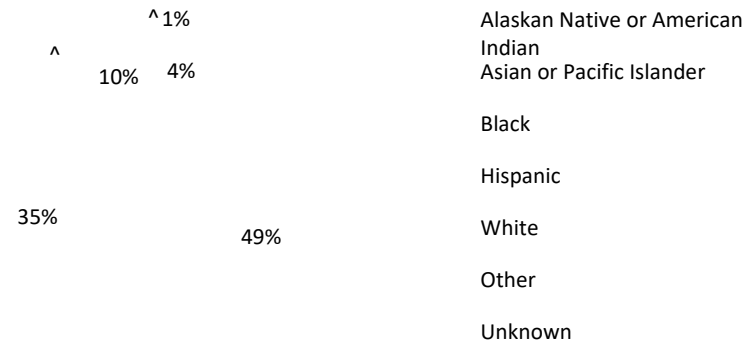 ^ 1%
^
10%
4%
35%
49%
Alaskan Native or American
Indian
Asian or Pacific Islander
Black
Hispanic
White
Other
Unknown